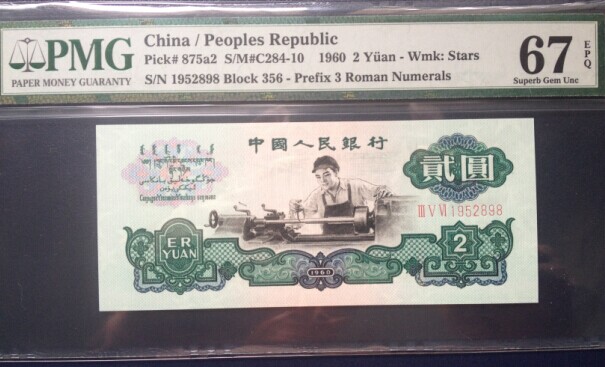 PMG
PAPER MONEY GUARANTY
China / Peoples Republic
Pick# 875a2 S/M#C284-10 1960 2 Yüan - Wmk: Stars
S/N 1952898 Block 356 - Prefix 3 Roman Numerals
67 EPQ
Superb Gem Unc
中國人民銀行
貳圓
III V VI 1952898
ER
YUAN
2
1960